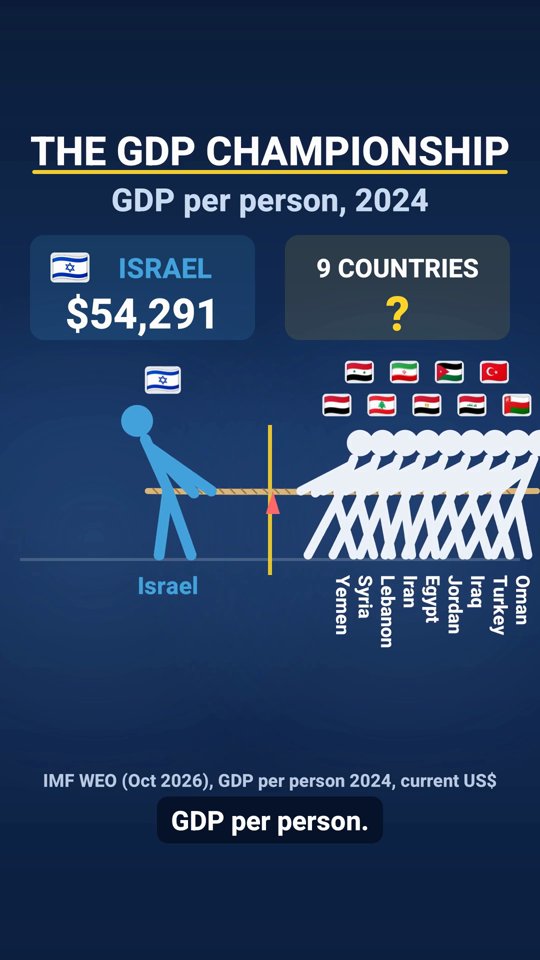 THE GDP CHAMPIONSHIP
GDP per person, 2024
ISRAEL
$54,291
9 COUNTRIES
?
Israel
Yemen
Syria
Lebanon
Iran
Egypt
Jordan
Iraq
Turkey
Oman
IMF WEO (Oct 2026), GDP per person 2024, current US$
GDP per person.